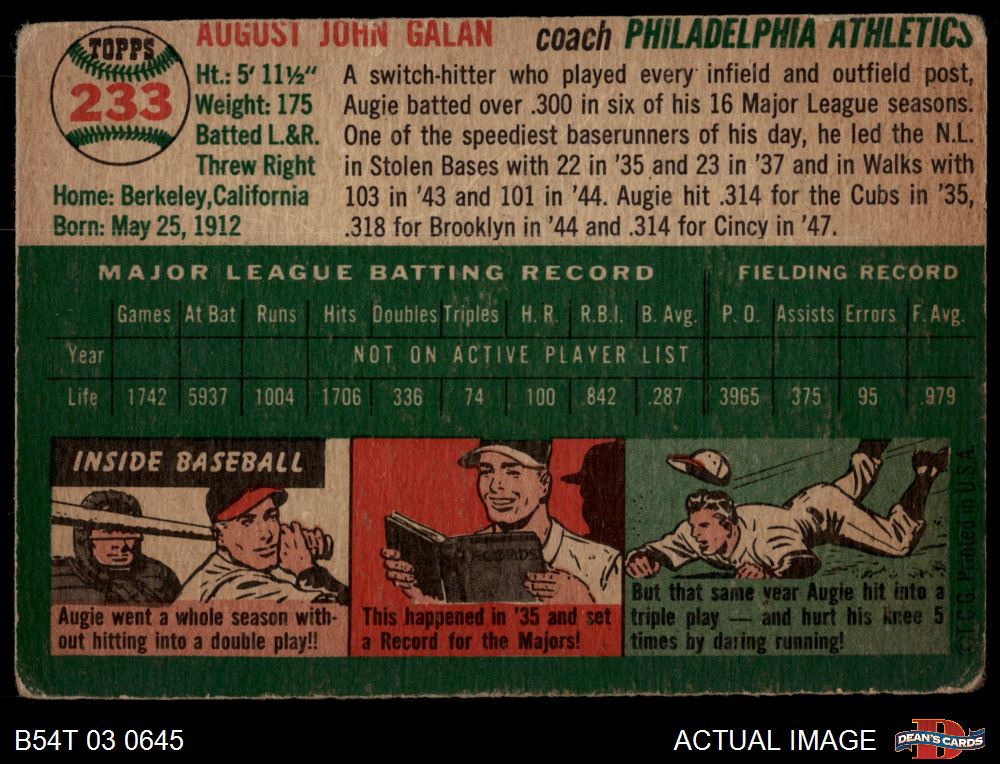 TOPPS
233
AUGUST JOHN GALAN coach PHILADELPHIA ATHLETICS
Ht.: 5' 11½"
Weight: 175
Batted L.&R.
Threw Right
Home: Berkeley, California
Born: May 25, 1912
A switch-hitter who played every infield and outfield post,
Augie batted over .300 in six of his 16 Major League seasons.
One of the speediest baserunners of his day, he led the N.L.
in Stolen Bases with 22 in '35 and 23 in '37 and in Walks with
103 in '43 and 101 in '44. Augie hit .314 for the Cubs in '35,
.318 for Brooklyn in '44 and .314 for Cincy in '47.
MAJOR LEAGUE BATTING RECORD FIELDING RECORD
Games At Bat Runs Hits Doubles Triples H. R. R.B.I. B. Avg. P. O. Assists Errors F. Avg.
Year NOT ON ACTIVE PLAYER LIST
Life 1742 5937 1004 1706 336 74 100 842 .287 3965 375 95 .979
INSIDE BASEBALL
Augie went a whole season with-
out hitting into a double play!!
RECORDS
This happened in '35 and set
a Record for the Majors!
But that same year Augie hit into a
triple play — and hurt his knee 5
times by daring running!
© T.C.G. Printed in U.S.A.
B54T 03 0645
ACTUAL IMAGE
D
DEAN'S CARDS